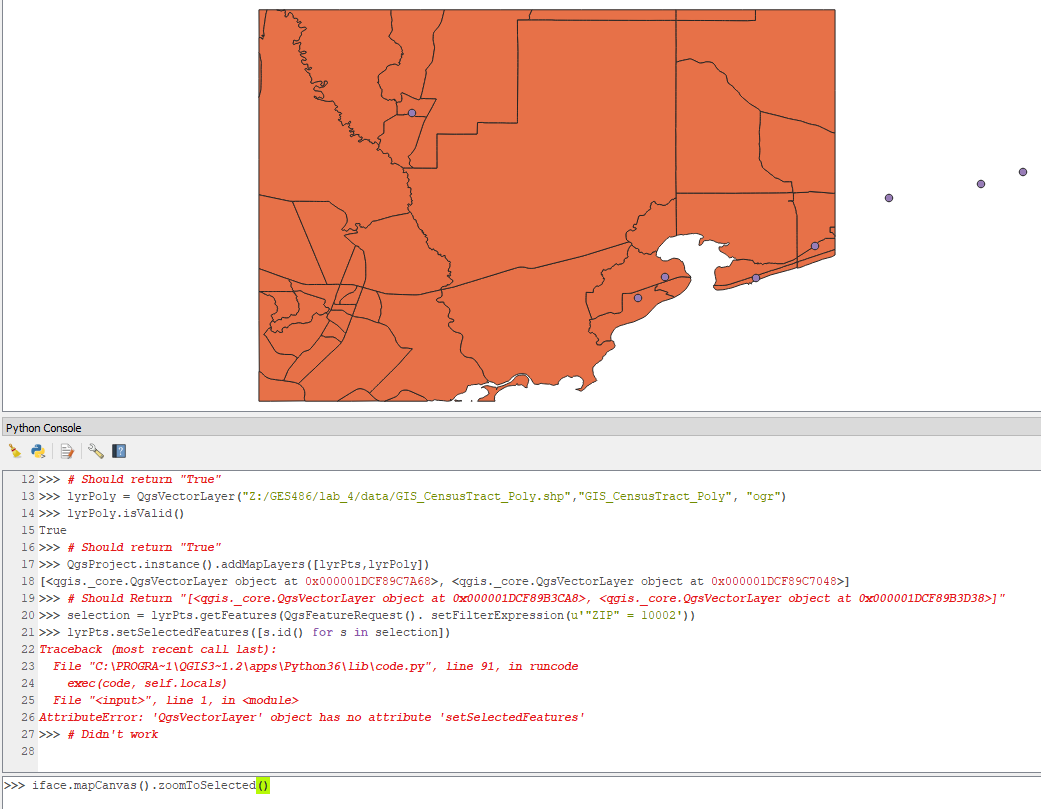 Python Console
12 >>> # Should return "True"
13 >>> lyrPoly = QgsVectorLayer("Z:/GES486/lab_4/data/GIS_CensusTract_Poly.shp","GIS_CensusTract_Poly", "ogr")
14 >>> lyrPoly.isValid()
15 True
16 >>> # Should return "True"
17 >>> QgsProject.instance().addMapLayers([lyrPts,lyrPoly])
18 [<qgis._core.QgsVectorLayer object at 0x000001DCF89C7A68>, <qgis._core.QgsVectorLayer object at 0x000001DCF89C7048>]
19 >>> # Should Return "[<qgis._core.QgsVectorLayer object at 0x000001DCF89B3CA8>, <qgis._core.QgsVectorLayer object at 0x000001DCF89B3D38>]"
20 >>> selection = lyrPts.getFeatures(QgsFeatureRequest(). setFilterExpression(u'"ZIP" = 10002'))
21 >>> lyrPts.setSelectedFeatures([s.id() for s in selection])
22 Traceback (most recent call last):
23   File "C:\PROGRA~1\QGIS3~1.2\apps\Python36\lib\code.py", line 91, in runcode
24     exec(code, self.locals)
25   File "<input>", line 1, in <module>
26 AttributeError: 'QgsVectorLayer' object has no attribute 'setSelectedFeatures'
27 >>> # Didn't work
28
>>> iface.mapCanvas().zoomToSelected()